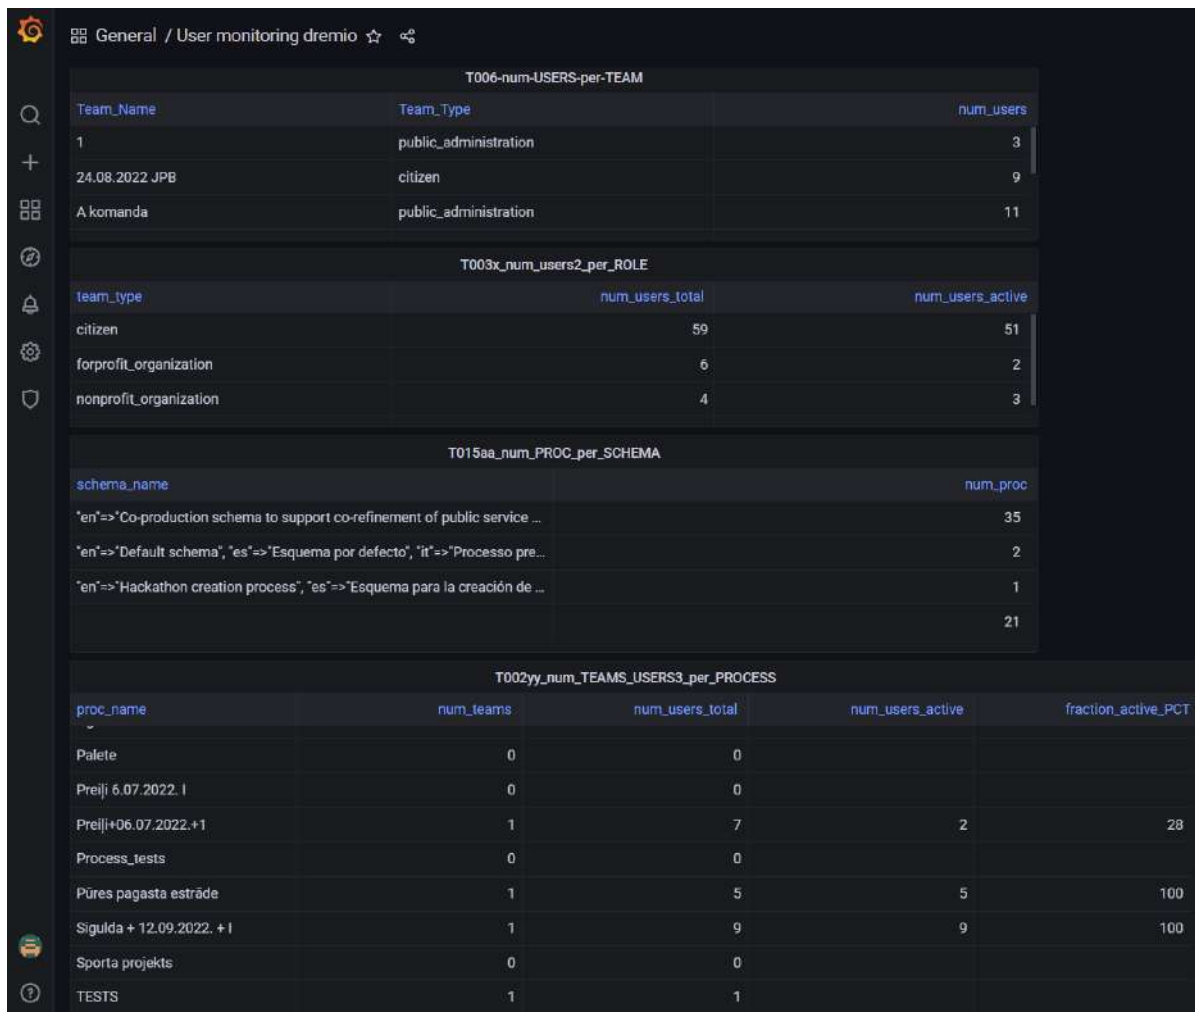 General / User monitoring dremio
T006-num-USERS-per-TEAM
Team_Name Team_Type num_users
1 public_administration 3
24.08.2022 JPB citizen 9
A komanda public_administration 11
T003x_num_users2_per_ROLE
team_type num_users_total num_users_active
citizen 59 51
forprofit_organization 6 2
nonprofit_organization 4 3
T015aa_num_PROC_per_SCHEMA
schema_name num_proc
"en"=>"Co-production schema to support co-refinement of public service ... 35
"en"=>"Default schema", "es"=>"Esquema por defecto", "it"=>"Processo pre... 2
"en"=>"Hackathon creation process", "es"=>"Esquema para la creación de ... 1
21
T002yy_num_TEAMS_USERS3_per_PROCESS
proc_name num_teams num_users_total num_users_active fraction_active_PCT
Palete 0 0
Preiļi 6.07.2022. I 0 0
Preiļi+06.07.2022.+1 1 7 2 28
Process_tests 0 0
Pūres pagasta estrāde 1 5 5 100
Sigulda + 12.09.2022. + I 1 9 9 100
Sporta projekts 0 0
TESTS 1 1